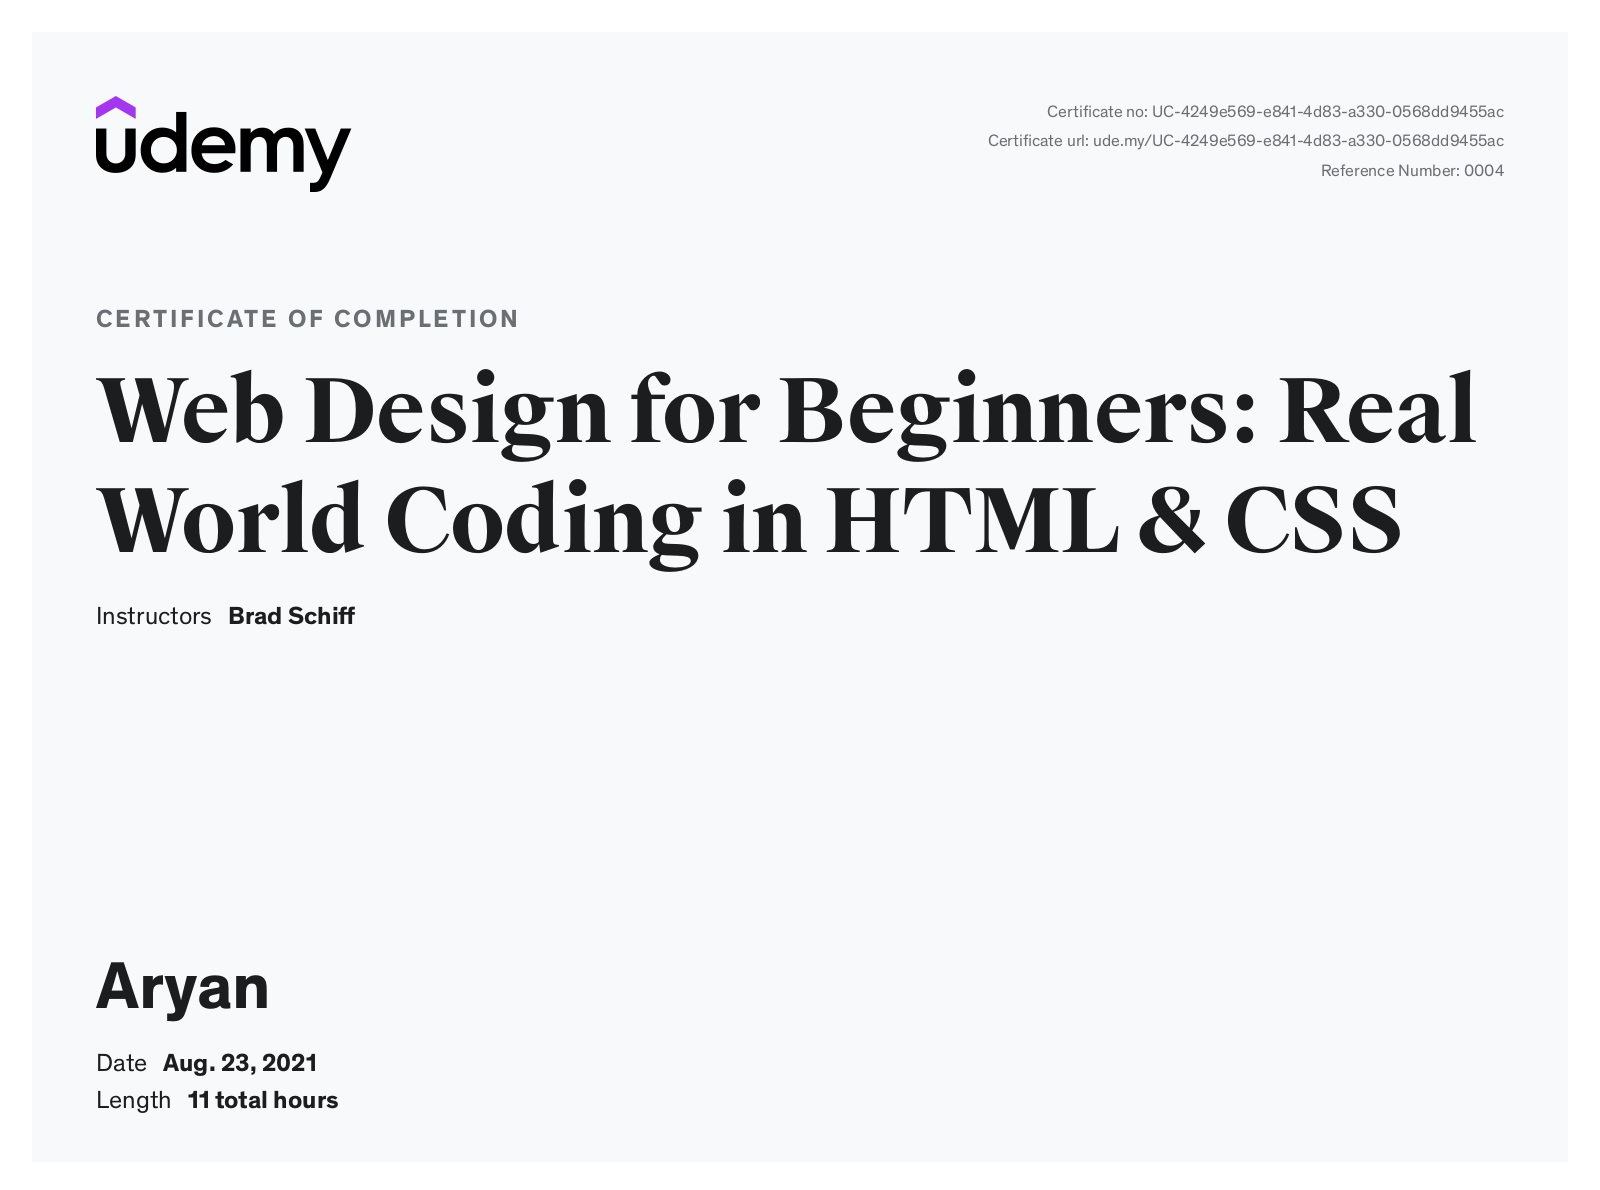 udemy
Certificate no: UC-4249e569-e841-4d83-a330-0568dd9455ac
Certificate url: ude.my/UC-4249e569-e841-4d83-a330-0568dd9455ac
Reference Number: 0004
CERTIFICATE OF COMPLETION
Web Design for Beginners: Real
World Coding in HTML & CSS
Instructors Brad Schiff
Aryan
Date Aug. 23, 2021
Length 11 total hours